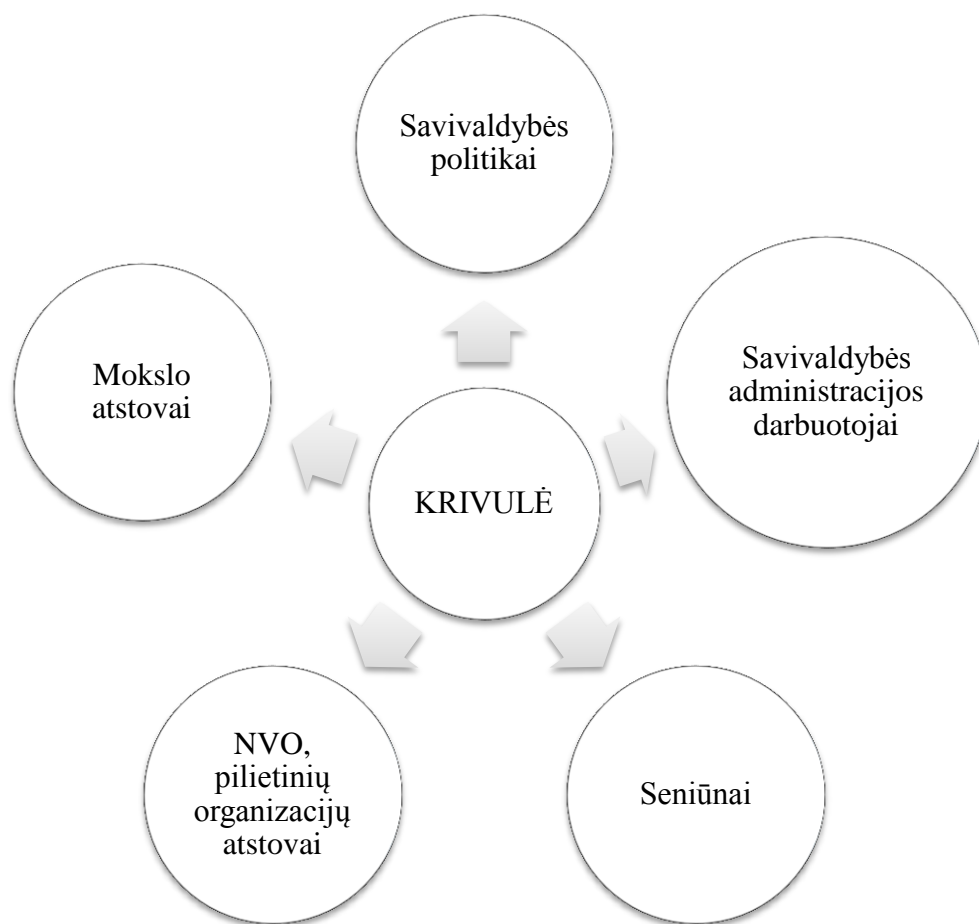 Savivaldybės
politikai
Mokslo
atstovai
Savivaldybės
administracijos
darbuotojai
KRIVULĖ
NVO,
pilietinių
organizacijų
atstovai
Seniūnai